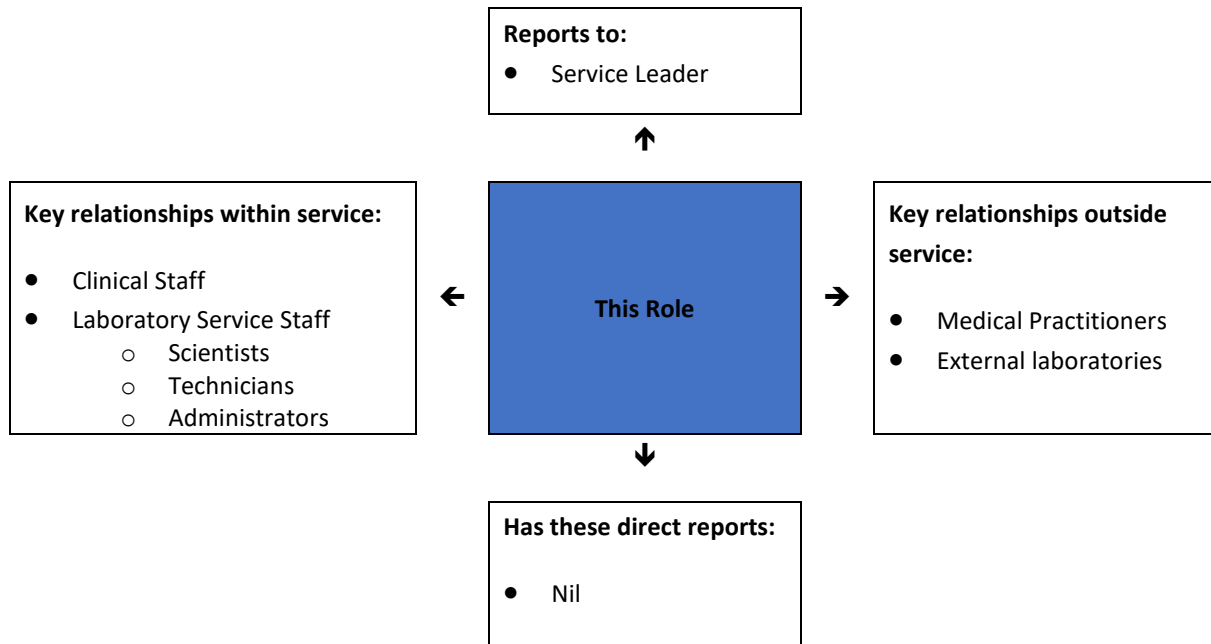 Reports to:
● Service Leader
🡹
Key relationships within service:
● Clinical Staff
● Laboratory Service Staff
o Scientists
o Technicians
o Administrators
🡸
This Role
🡺
Key relationships outside
service:
● Medical Practitioners
● External laboratories
🡻
Has these direct reports:
● Nil